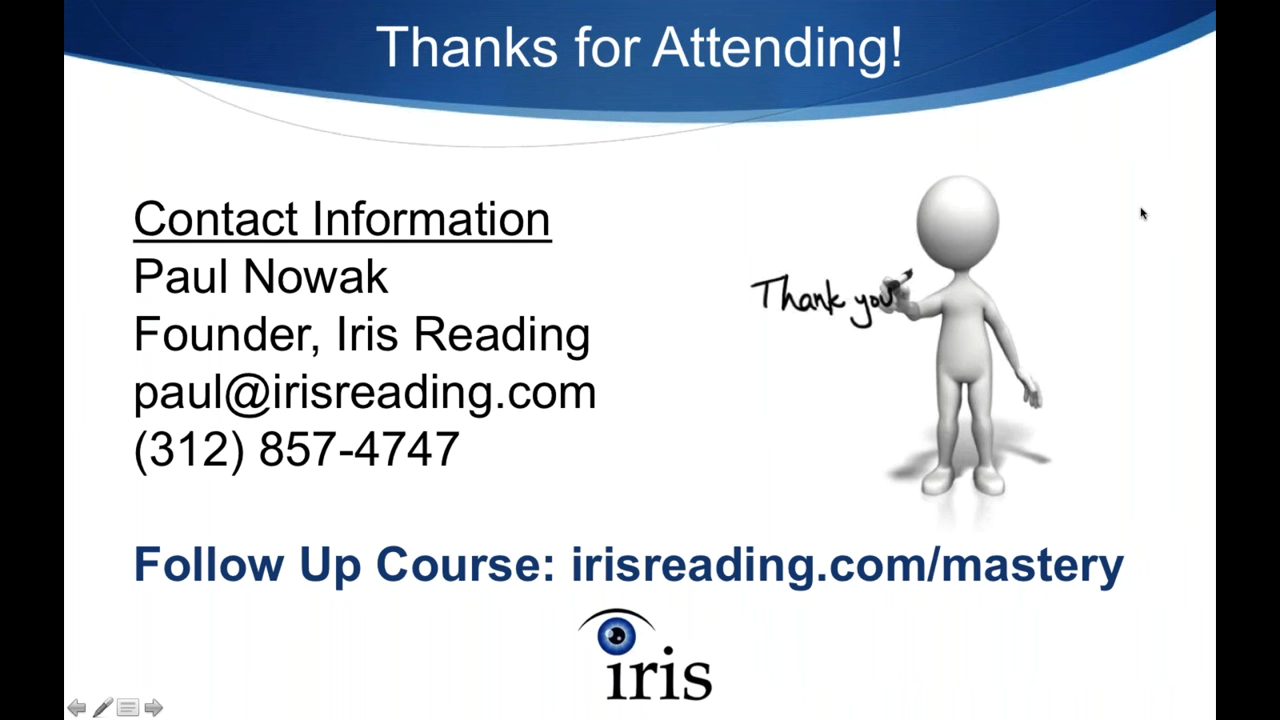 Thanks for Attending!
Contact Information
Paul Nowak
Founder, Iris Reading
paul@irisreading.com
(312) 857-4747
Thank you
Follow Up Course: irisreading.com/mastery
iris